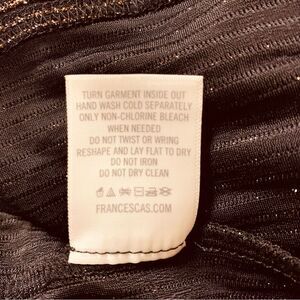 TURN GARMENT INSIDE OUT
HAND WASH COLD SEPARATELY
ONLY NON-CHLORINE BLEACH
WHEN NEEDED
DO NOT TWIST OR WRING
RESHAPE AND LAY FLAT TO DRY
DO NOT IRON
DO NOT DRY CLEAN
FRANCESCAS.COM